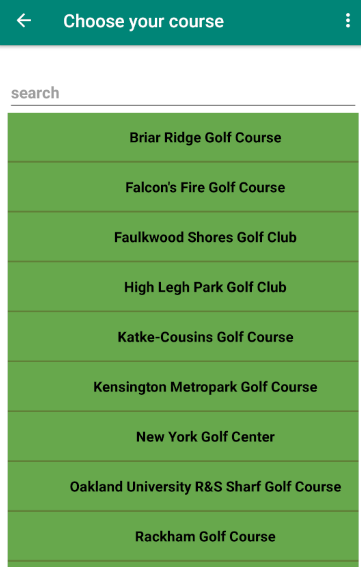 Choose your course
search
Briar Ridge Golf Course
Falcon's Fire Golf Course
Faulkwood Shores Golf Club
High Legh Park Golf Club
Katke-Cousins Golf Course
Kensington Metropark Golf Course
New York Golf Center
Oakland University R&S Sharf Golf Course
Rackham Golf Course